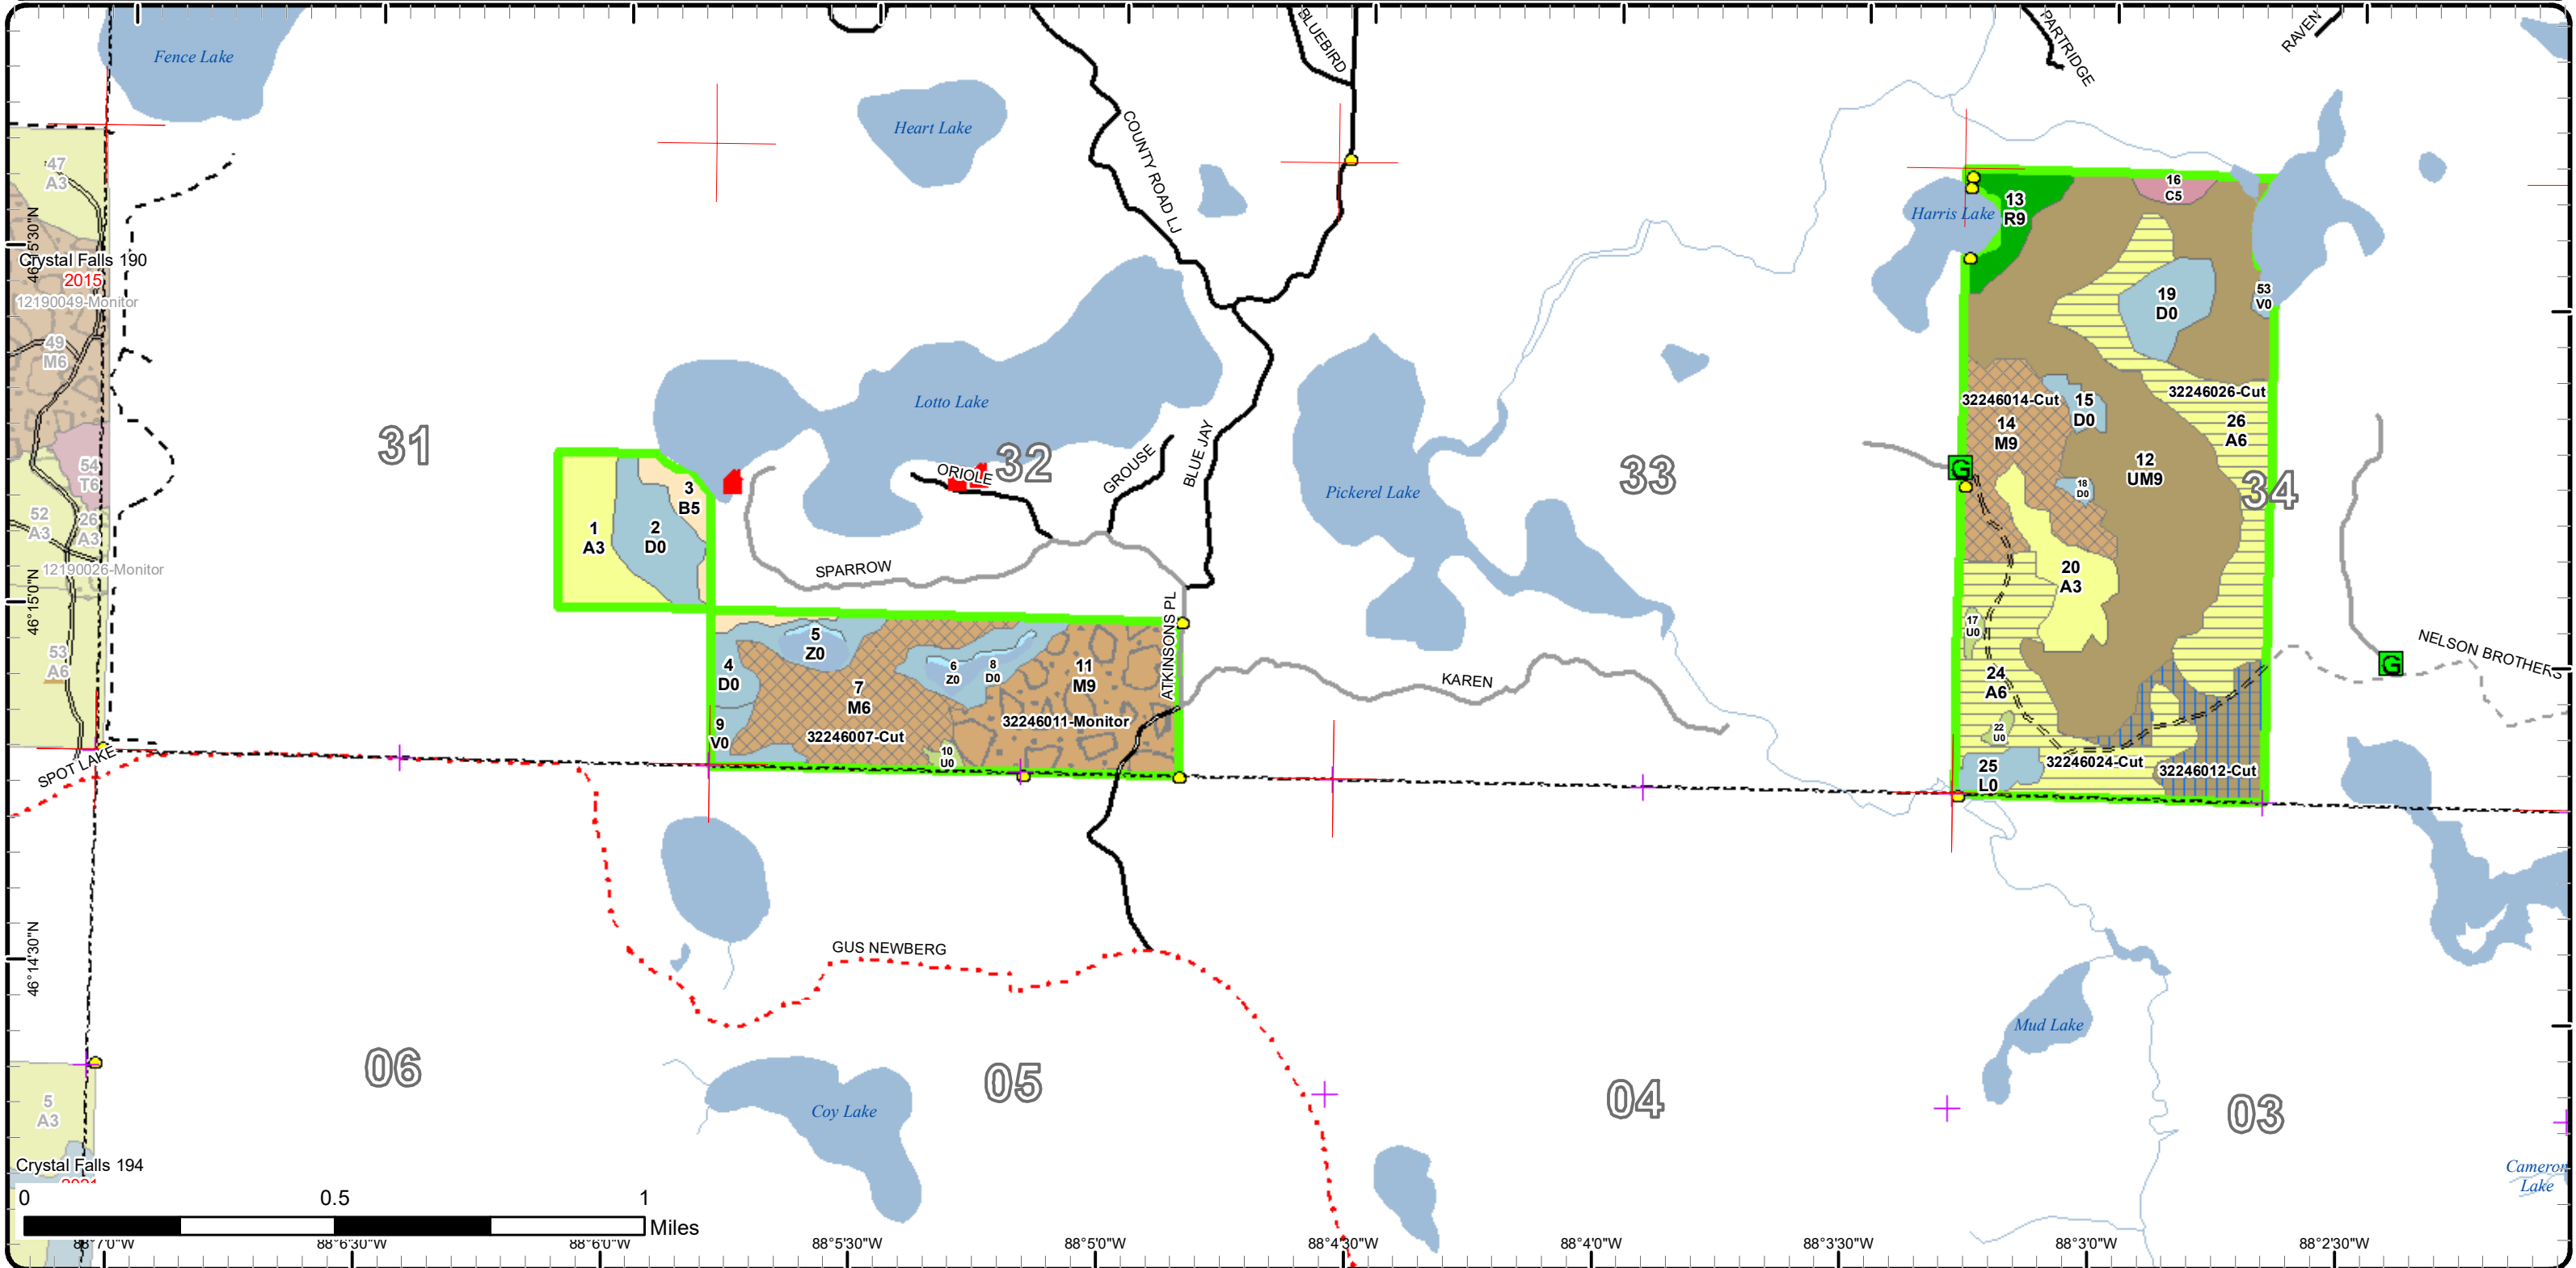 Fence Lake
BLUEBIRD
PARTRIDGE
RAVEN
Heart Lake
COUNTY ROAD LJ
47
A3
13
R9
16
C5
Harris Lake
Crystal Falls 190
2015
12190049-Monitor
49
M6
19
D0
53
V0
Lotto Lake
32246014-Cut
32246026-Cut
14
M9
15
D0
26
A6
31
32
33
34
BLUE JAY
GROUSE
ORIOLE
Pickerel Lake
12
UM9
18
D0
G
54
T6
52
A3
26
A3
1
A3
2
D0
3
B5
12190026-Monitor
SPARROW
20
A3
46°15'0"N
ATKINSONS PL
17
U0
53
A6
5
Z0
4
D0
6
Z0
8
D0
11
M9
7
M6
KAREN
24
A6
G
NELSON BROTHERS
9
V0
32246007-Cut
32246011-Monitor
10
U0
22
U0
SPOT LAKE
25
L0
32246024-Cut
32246012-Cut
GUS NEWBERG
46°14'30"N
06
05
04
03
Coy Lake
Mud Lake
5
A3
Crystal Falls 194
Cameron
Lake
0 0.5 1
Miles
88°7'0"W 88°6'30"W 88°6'0"W 88°5'30"W 88°5'0"W 88°4'30"W 88°4'0"W 88°3'30"W 88°3'0"W 88°2'30"W